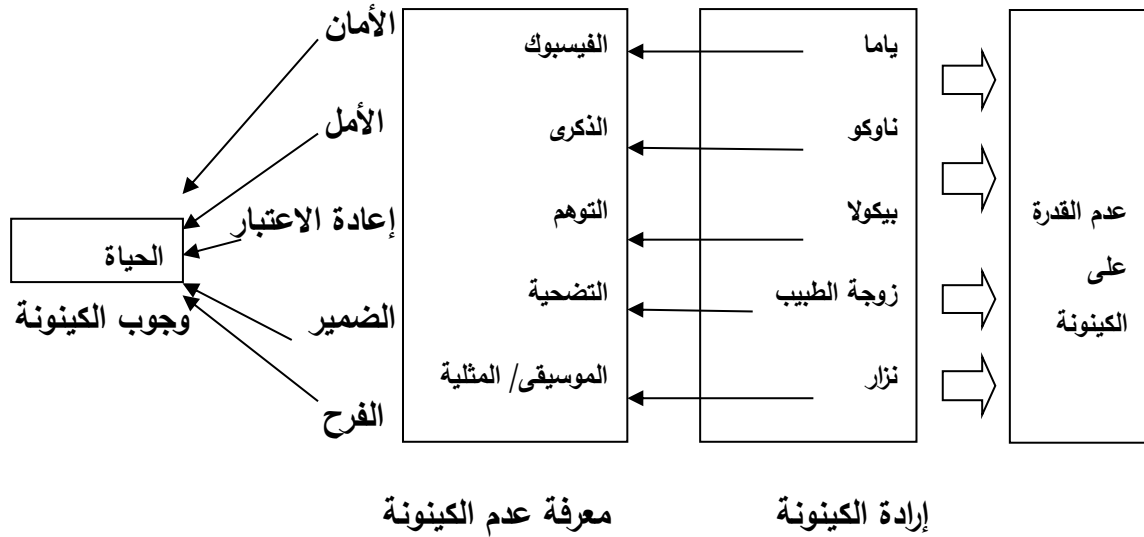 عدم القدرة
على
الكينونة
ياما
ناوكو
بيكولا
زوجة الطبيب
نزار
إرادة الكينونة
الفيسبوك
الذكرى
التوهم
التضحية
الموسيقى/ المثلية
معرفة عدم الكينونة
الأمان
الأمل
إعادة الاعتبار
الضمير
الفرح
الحياة
وجوب الكينونة